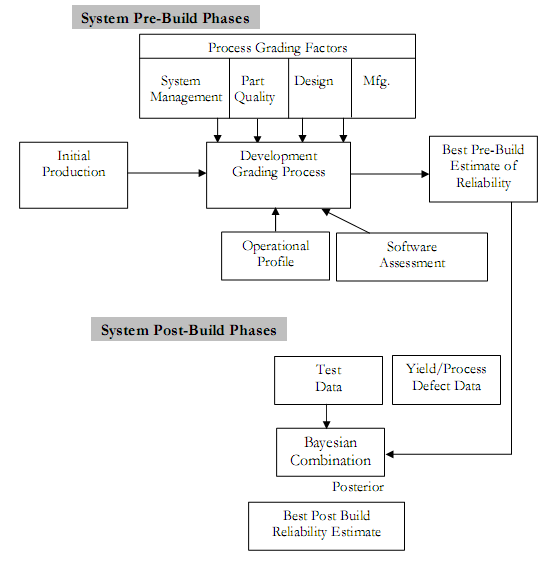 System Pre-Build Phases
Process Grading Factors
System
Management
Part
Quality
Design
Mfg.
Initial
Production
Development
Grading Process
Best Pre-Build
Estimate of
Reliability
Operational
Profile
Software
Assessment
System Post-Build Phases
Test
Data
Yield/Process
Defect Data
Bayesian
Combination
Posterior
Best Post Build
Reliability Estimate